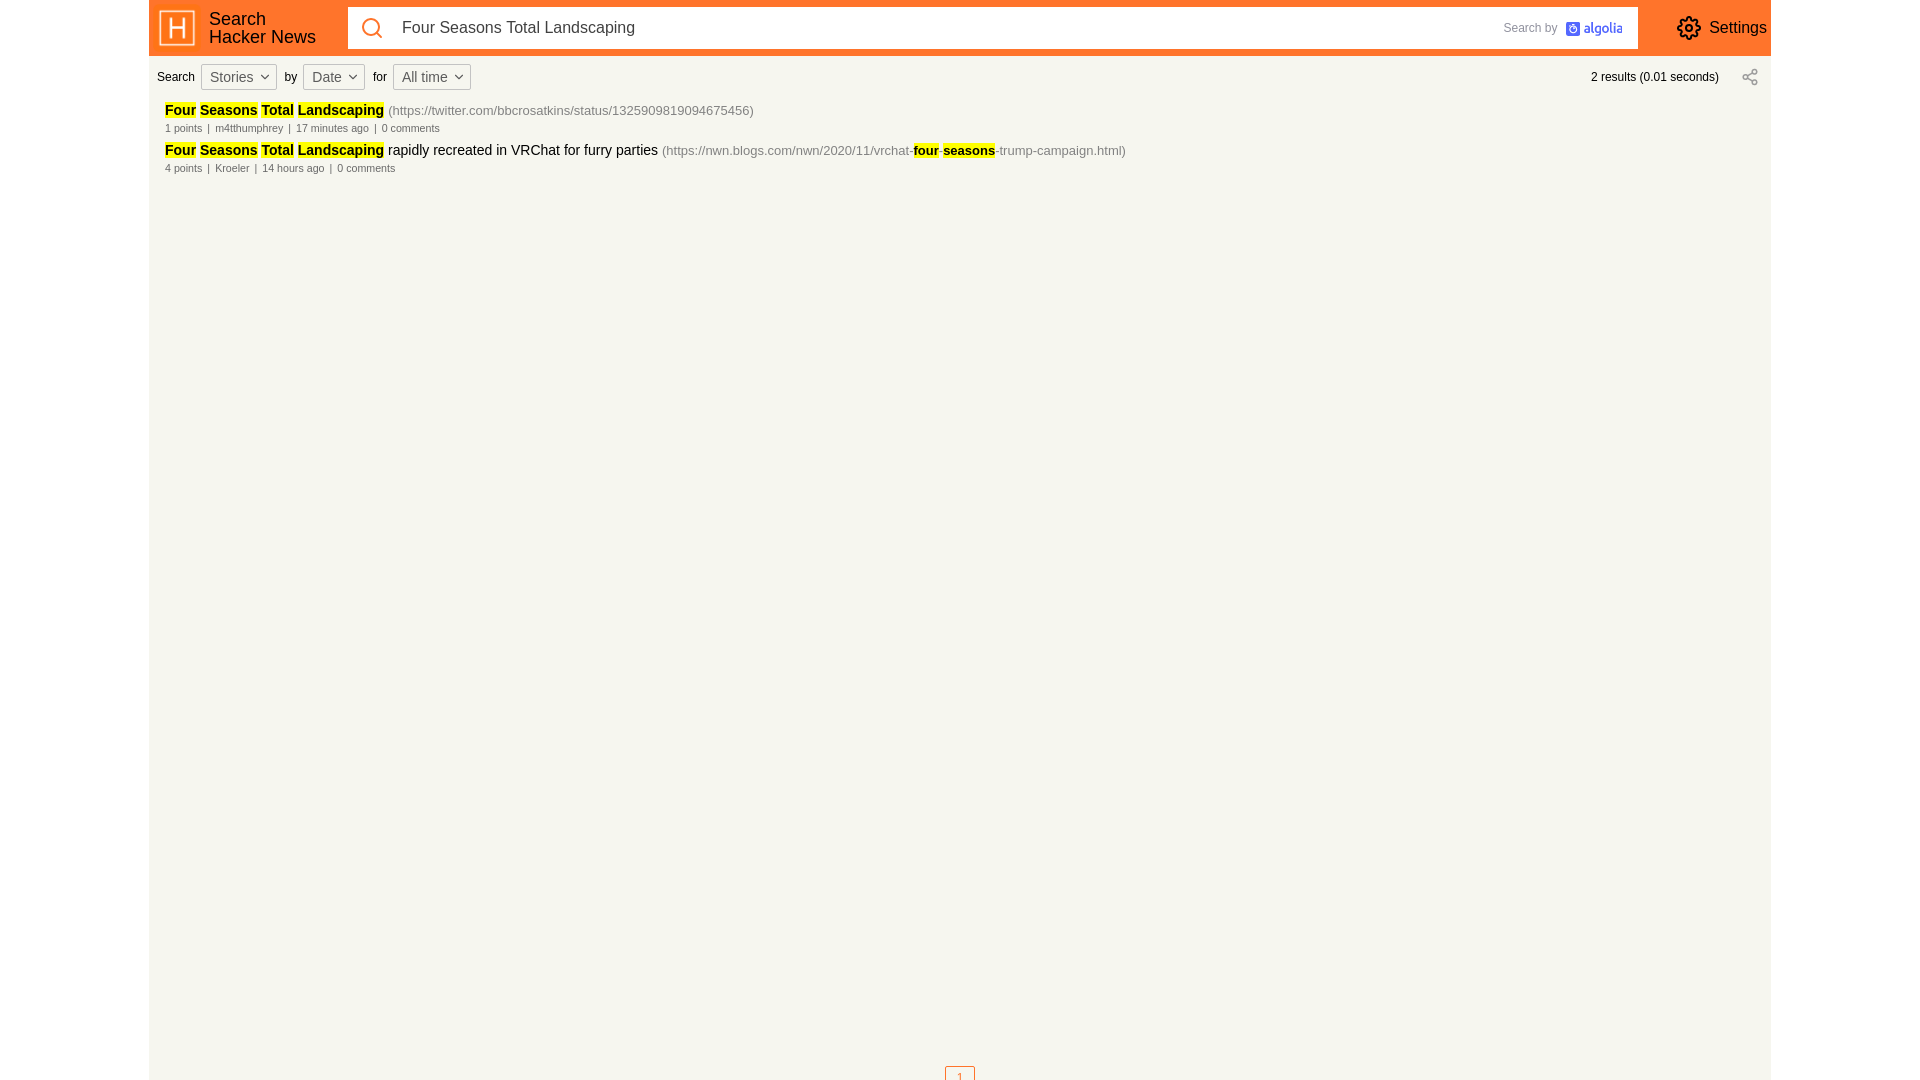 H Search
Hacker News
Four Seasons Total Landscaping
Search by algolia
Settings
Search Stories by Date for All time
2 results (0.01 seconds)
Four Seasons Total Landscaping (https://twitter.com/bbcrosatkins/status/1325909819094675456)
1 points | m4tthumphrey | 17 minutes ago | 0 comments
Four Seasons Total Landscaping rapidly recreated in VRChat for furry parties (https://nwn.blogs.com/nwn/2020/11/vrchat-four-seasons-trump-campaign.html)
4 points | Kroeler | 14 hours ago | 0 comments
1